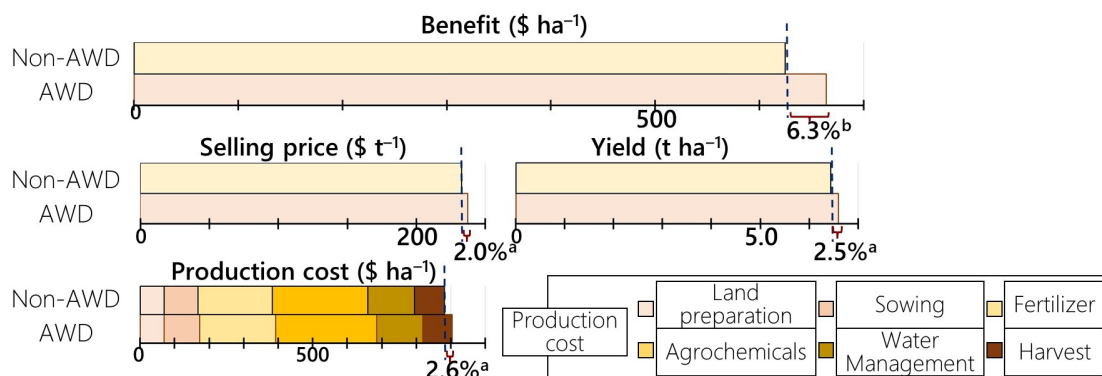 Benefit ($ ha⁻¹)
Non-AWD
AWD
0
500
6.3%ᵇ
Selling price ($ t⁻¹)
Non-AWD
AWD
0
200
2.0%ᵃ
Yield (t ha⁻¹)
0
5.0
2.5%ᵃ
Production cost ($ ha⁻¹)
Non-AWD
AWD
0
500
2.6%ᵃ
Production
cost
Land
preparation
Sowing
Fertilizer
Agrochemicals
Water
Management
Harvest